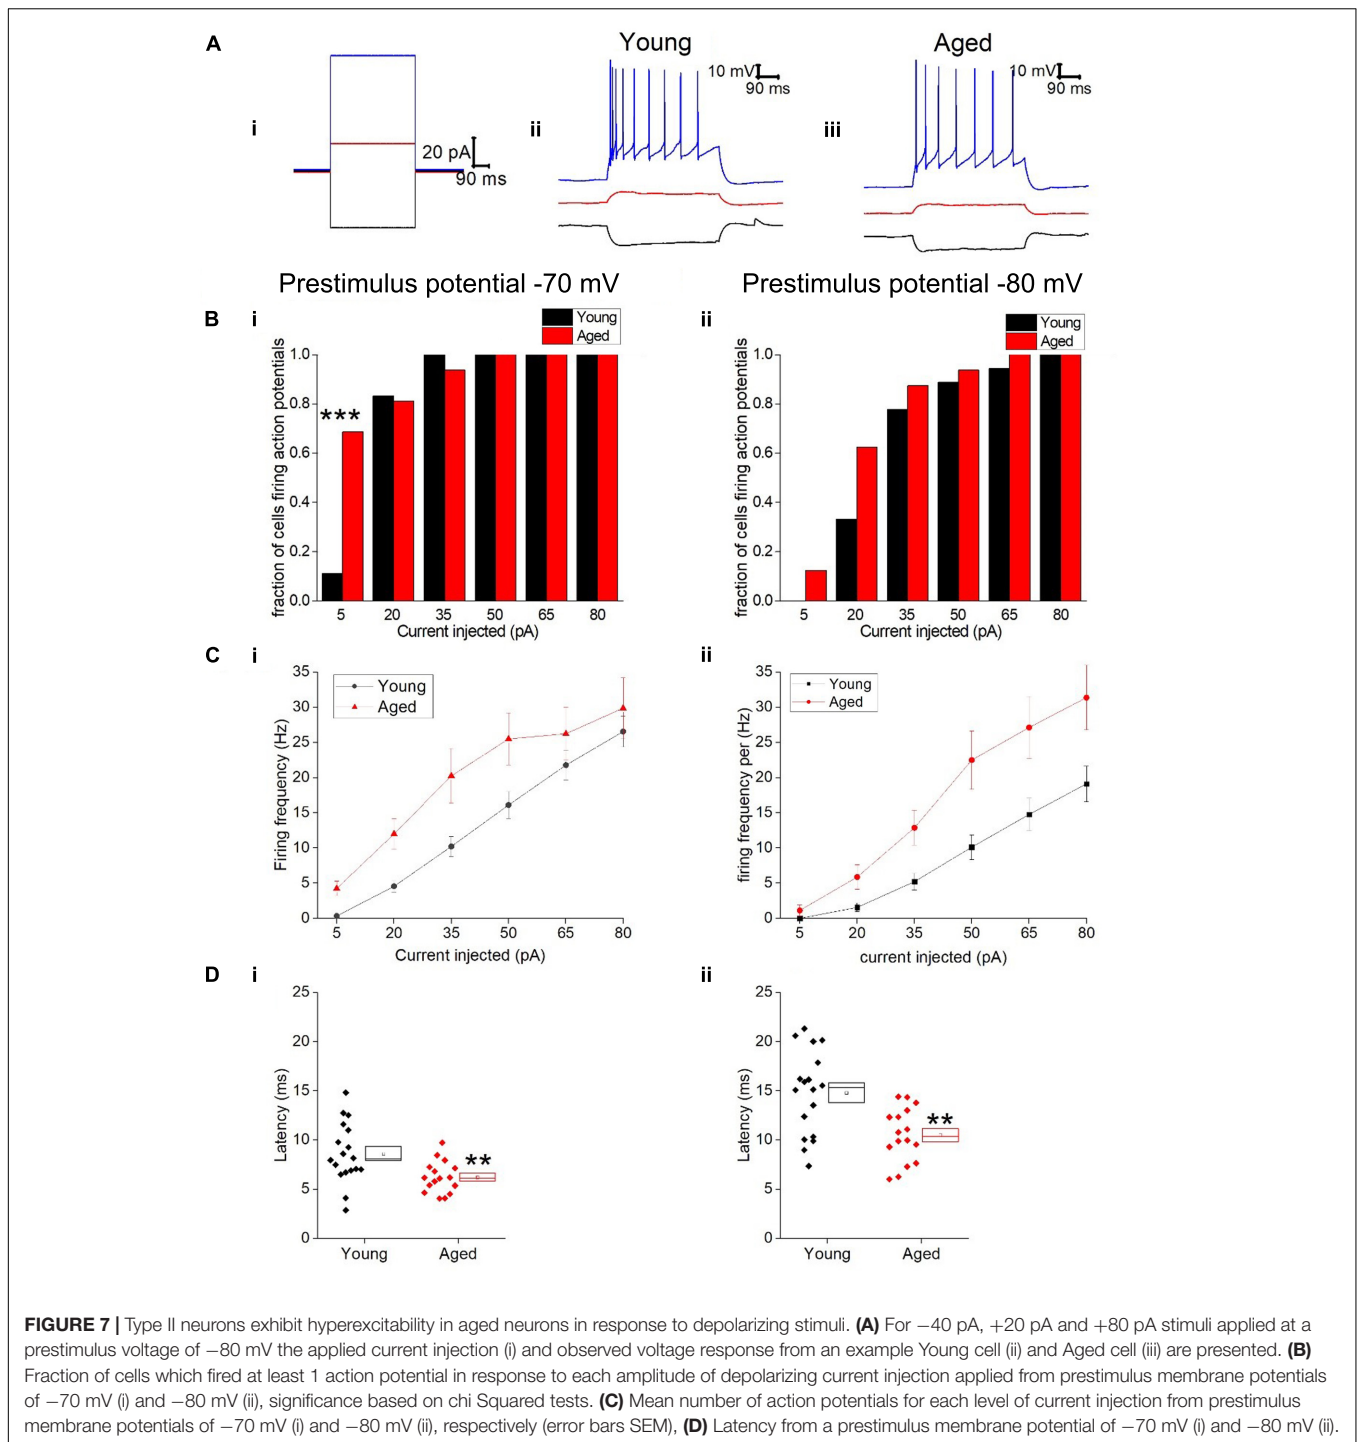 A
Young
Aged
i
20 pA
90 ms
ii
10 mV
90 ms
iii
10 mV
90 ms
Prestimulus potential -70 mV
Prestimulus potential -80 mV
B
i
Young
Aged
fraction of cells firing action potentials
1.0
0.8
0.6
0.4
0.2
0.0
***
5 20 35 50 65 80
Current injected (pA)
ii
Young
Aged
fraction of cells firing action potentials
1.0
0.8
0.6
0.4
0.2
0.0
5 20 35 50 65 80
Current injected (pA)
C
i
Young
Aged
Firing frequency (Hz)
35
30
25
20
15
10
5
0
5 20 35 50 65 80
Current injected (pA)
ii
Young
Aged
firing frequency per (Hz)
35
30
25
20
15
10
5
0
5 20 35 50 65 80
current injected (pA)
D
i
Latency (ms)
25
20
15
10
5
0
**
Young Aged
ii
Latency (ms)
25
20
15
10
5
0
**
Young Aged
FIGURE 7 | Type II neurons exhibit hyperexcitability in aged neurons in response to depolarizing stimuli. (A) For −40 pA, +20 pA and +80 pA stimuli applied at a
prestimulus voltage of −80 mV the applied current injection (i) and observed voltage response from an example Young cell (ii) and Aged cell (iii) are presented. (B)
Fraction of cells which fired at least 1 action potential in response to each amplitude of depolarizing current injection applied from prestimulus membrane potentials
of −70 mV (i) and −80 mV (ii), significance based on chi Squared tests. (C) Mean number of action potentials for each level of current injection from prestimulus
membrane potentials of −70 mV (i) and −80 mV (ii), respectively (error bars SEM), (D) Latency from a prestimulus membrane potential of −70 mV (i) and −80 mV (ii).